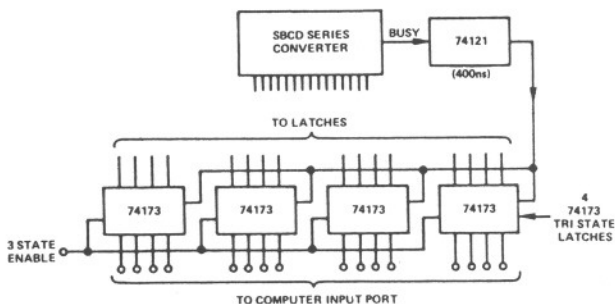 SBCD SERIES
CONVERTER
BUSY
74121
(400ns)
TO LATCHES
74173
74173
74173
74173
4
74173
TRI STATE
LATCHES
3 STATE
ENABLE
TO COMPUTER INPUT PORT